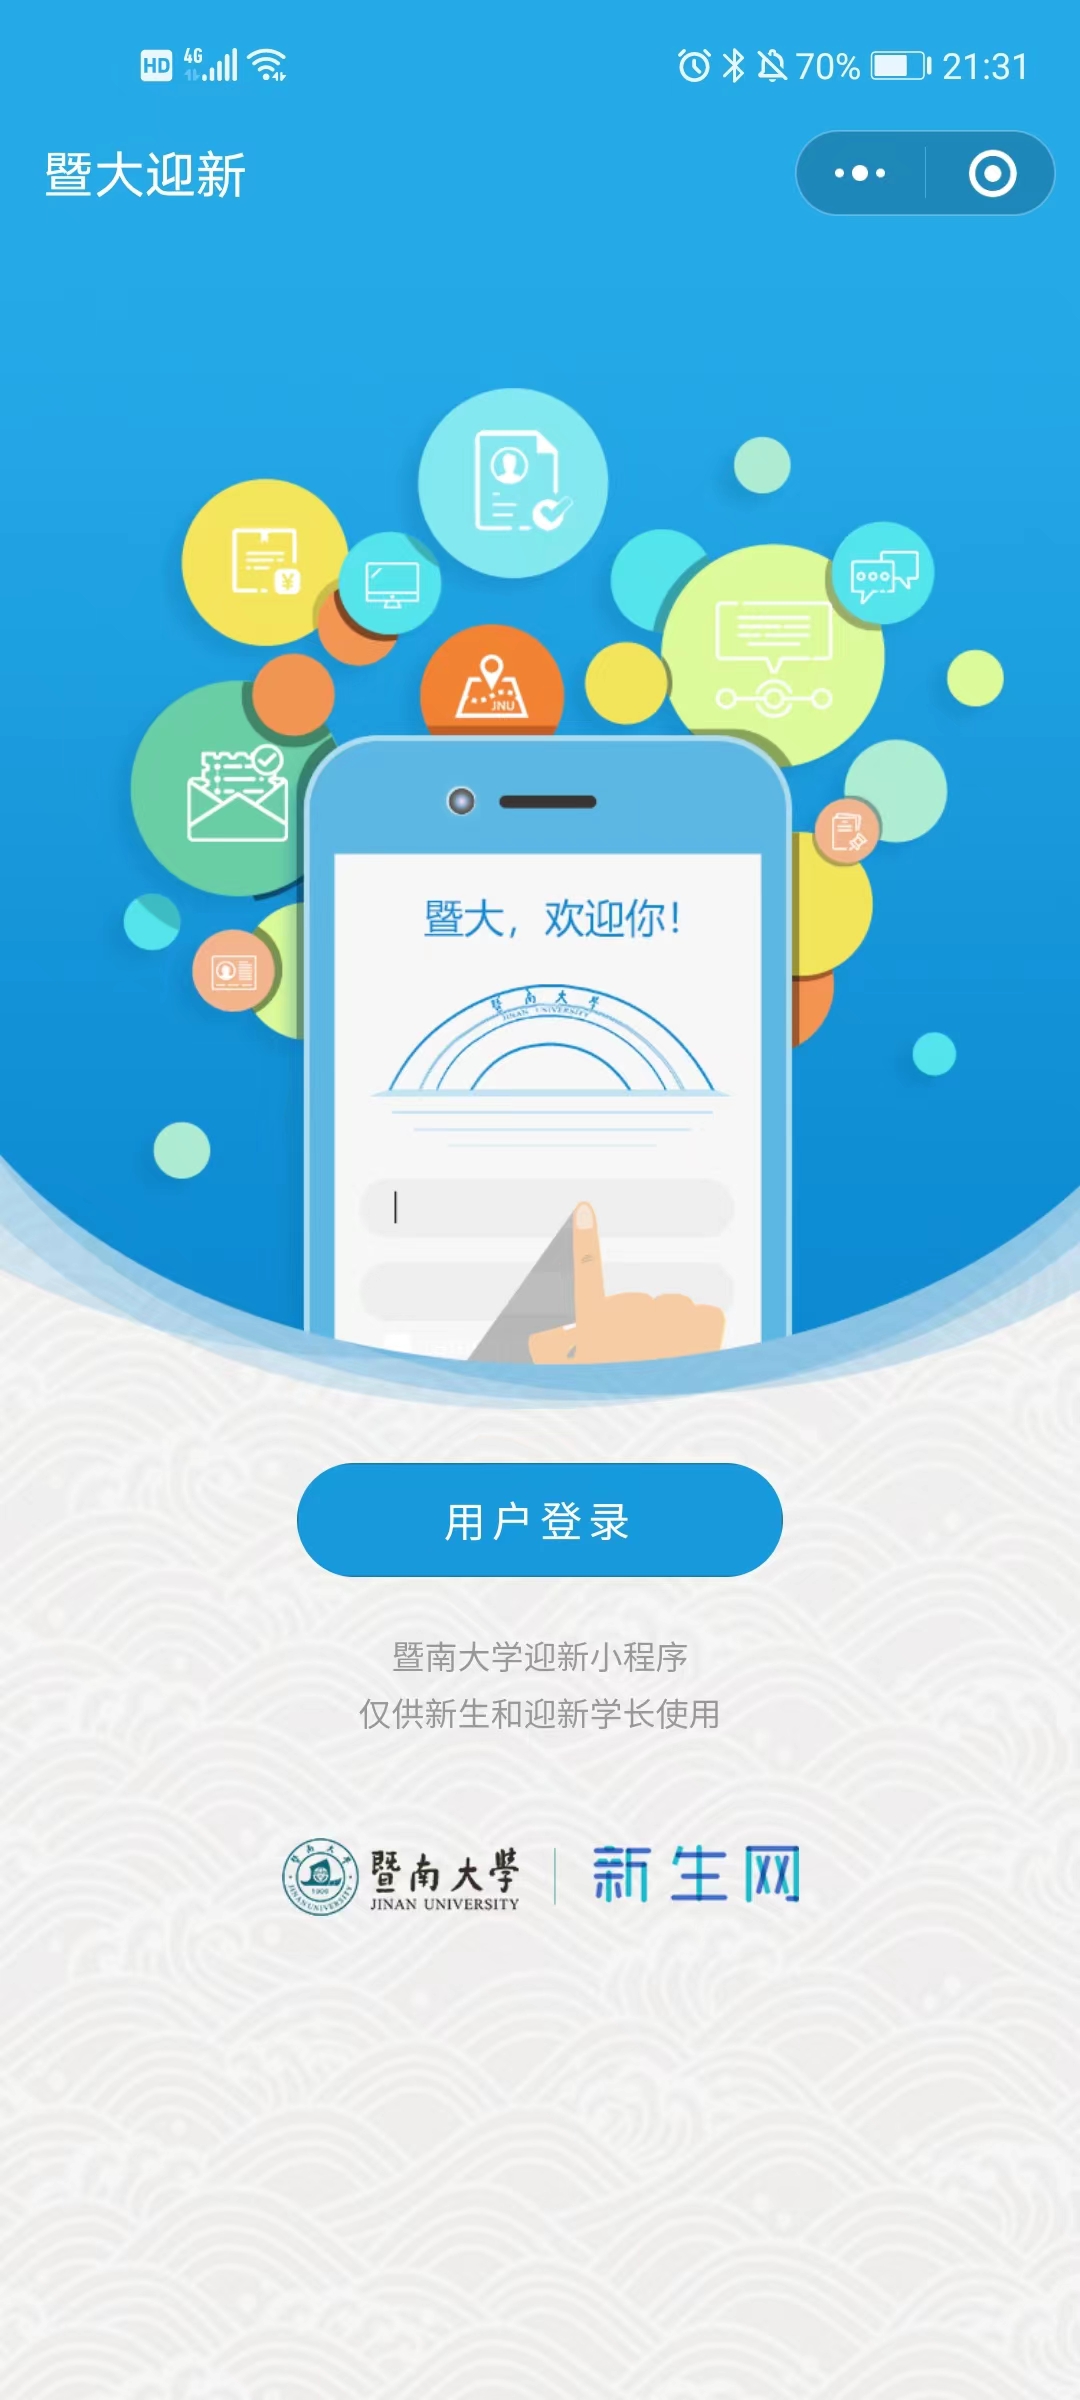 HD 4G 70% 21:31
暨大迎新
¥
JNU
暨大，欢迎你！
暨南大学
JINAN UNIVERSITY
用户登录
暨南大学迎新小程序
仅供新生和迎新学长使用
暨南大学
1906
JINAN UNIVERSITY
暨南大學
JINAN UNIVERSITY
新生网